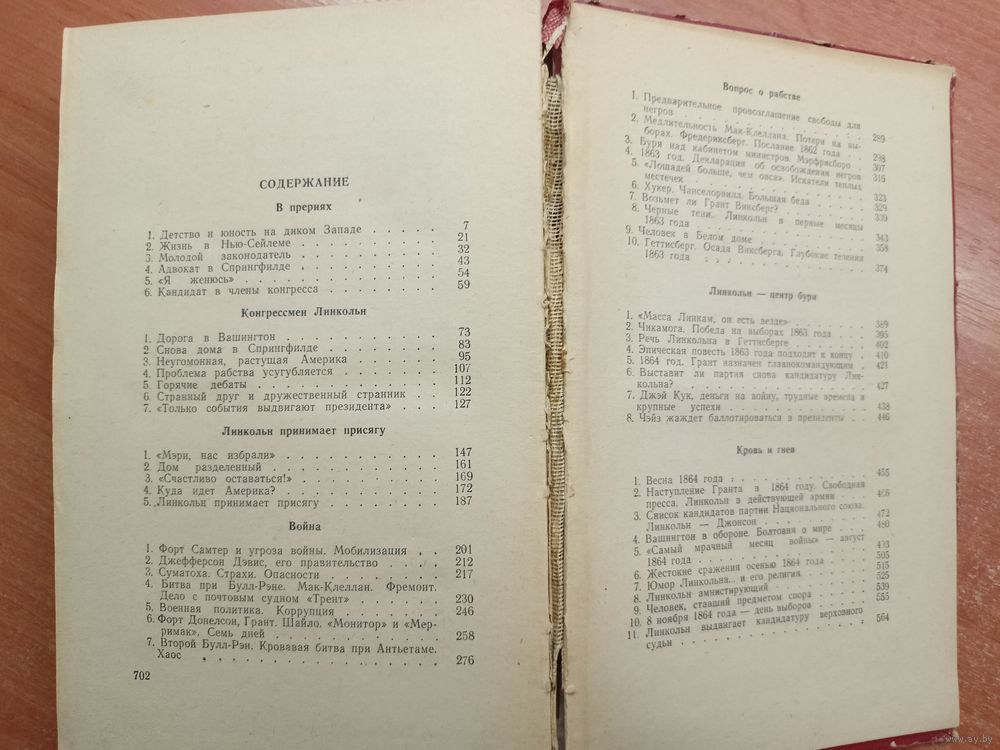 СОДЕРЖАНИЕ
В прериях
1. Детство и юность на диком Западе . . . . . 7
2. Жизнь в Нью-Сейлеме . . . . . . . . 21
3. Молодой законодатель . . . . . . . . 32
4. Адвокат в Спрингфилде . . . . . . . . 43
5. «Я женюсь» . . . . . . . . . . . 54
6. Кандидат в члены конгресса . . . . . . . 59
Конгрессмен Линкольн
1. Дорога в Вашингтон . . . . . . . . . 73
2. Снова дома в Спрингфилде . . . . . . . 83
3. Неугомонная, растущая Америка . . . . . . 95
4. Проблема рабства усугубляется . . . . . . 107
5. Горячие дебаты . . . . . . . . . . 112
6. Странный друг и дружественный странник . . 122
7. «Только события выдвигают президента» . . . 127
Линкольн принимает присягу
1. «Мэри, нас избрали» . . . . . . . . . 147
2. Дом разделенный . . . . . . . . . . 161
3. «Счастливо оставаться!» . . . . . . . . 169
4. Куда идет Америка? . . . . . . . . . 172
5. Линкольн принимает присягу . . . . . . . 187
Война
1. Форт Самтер и угроза войны. Мобилизация . . 201
2. Джефферсон Дэвис, его правительство . . . . 212
3. Суматоха. Страхи. Опасности . . . . . . . 217
4. Битва при Булл-Рэне. Мак-Клеллан. Фремонт.
Дело с почтовым судном «Трент» . . . . . . 230
5. Военная политика. Коррупция . . . . . . . 246
6. Форт Донелсон, Грант. Шайло. «Монитор» и «Мер-
римак». Семь дней . . . . . . . . . . 258
7. Второй Булл-Рэн. Кровавая битва при Антьетаме.
Хаос . . . . . . . . . . . . . . 276
702
Вопрос о рабстве
1. Предварительное провозглашение свободы для
негров . . . . . . . . . . . . . 289
2. Медлительность Мак-Клеллана. Потери на вы-
борах. Фредериксберг. Послание 1862 года . . 298
3. Буря над кабинетом министров. Мэрфрисборо . 307
4. 1863 год. Декларация об освобождении негров 316
5. «Лошадей больше, чем овса». Искатели теплых
местечек . . . . . . . . . . . . 323
6. Хукер. Чанселорвилл. Большая беда . . . . 329
7. Возьмет ли Грант Виксберг? . . . . . . . 339
8. Черные тени. Линкольн в первые месяцы
1863 года . . . . . . . . . . . . 343
9. Человек в Белом доме . . . . . . . . 358
10. Геттисберг. Осада Виксберга. Глубокие течения
1863 года . . . . . . . . . . . . 374
Линкольн — центр бури
1. «Масса Линкам, он есть везде» . . . . . . 389
2. Чикамога. Победа на выборах 1863 года . . . 395
3. Речь Линкольна в Геттисберге . . . . . . 402
4. Эпическая повесть 1863 года подходит к концу . 410
5. 1864 год. Грант назначен главнокомандующим . 421
6. Выставит ли партия снова кандидатуру Лин-
кольна? . . . . . . . . . . . . . 427
7. Джэй Кук, деньги на войну, трудные времена и
крупные успехи . . . . . . . . . . 438
8. Чэйз жаждет баллотироваться в президенты . . 446
Кровь и гнев
1. Весна 1864 года . . . . . . . . . . 455
2. Наступление Гранта в 1864 году. Свободная
пресса. Линкольн в действующей армии . . . 466
3. Список кандидатов партии Национального союза:
Линкольн — Джонсон . . . . . . . . 472
4. Вашингтон в обороне. Болтовня о мире . . . 480
5. «Самый мрачный месяц войны» — август
1864 года . . . . . . . . . . . . 493
6. Жестокие сражения осенью 1864 года . . . . 505
7. Юмор Линкольна... и его религия . . . . . 515
8. Линкольн амнистирующий . . . . . . . 525
9. Человек, ставший предметом спора . . . . . 539
10. 8 ноября 1864 — день выборов . . . . . . 555
11. Линкольн выдвигает кандидатуру верховного
судьи . . . . . . . . . . . . . . 564
www.ay.by